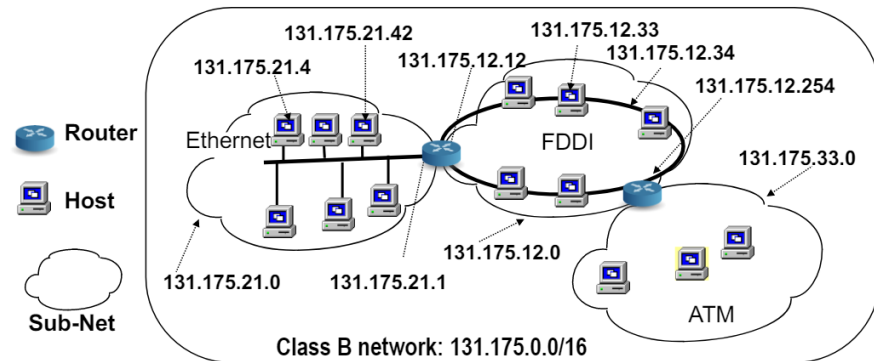 131.175.21.42
131.175.12.33
131.175.21.4
131.175.12.12
131.175.12.34
131.175.12.254
Router
Ethernet
FDDI
131.175.33.0
Host
131.175.21.0
131.175.21.1
131.175.12.0
Sub-Net
ATM
Class B network: 131.175.0.0/16